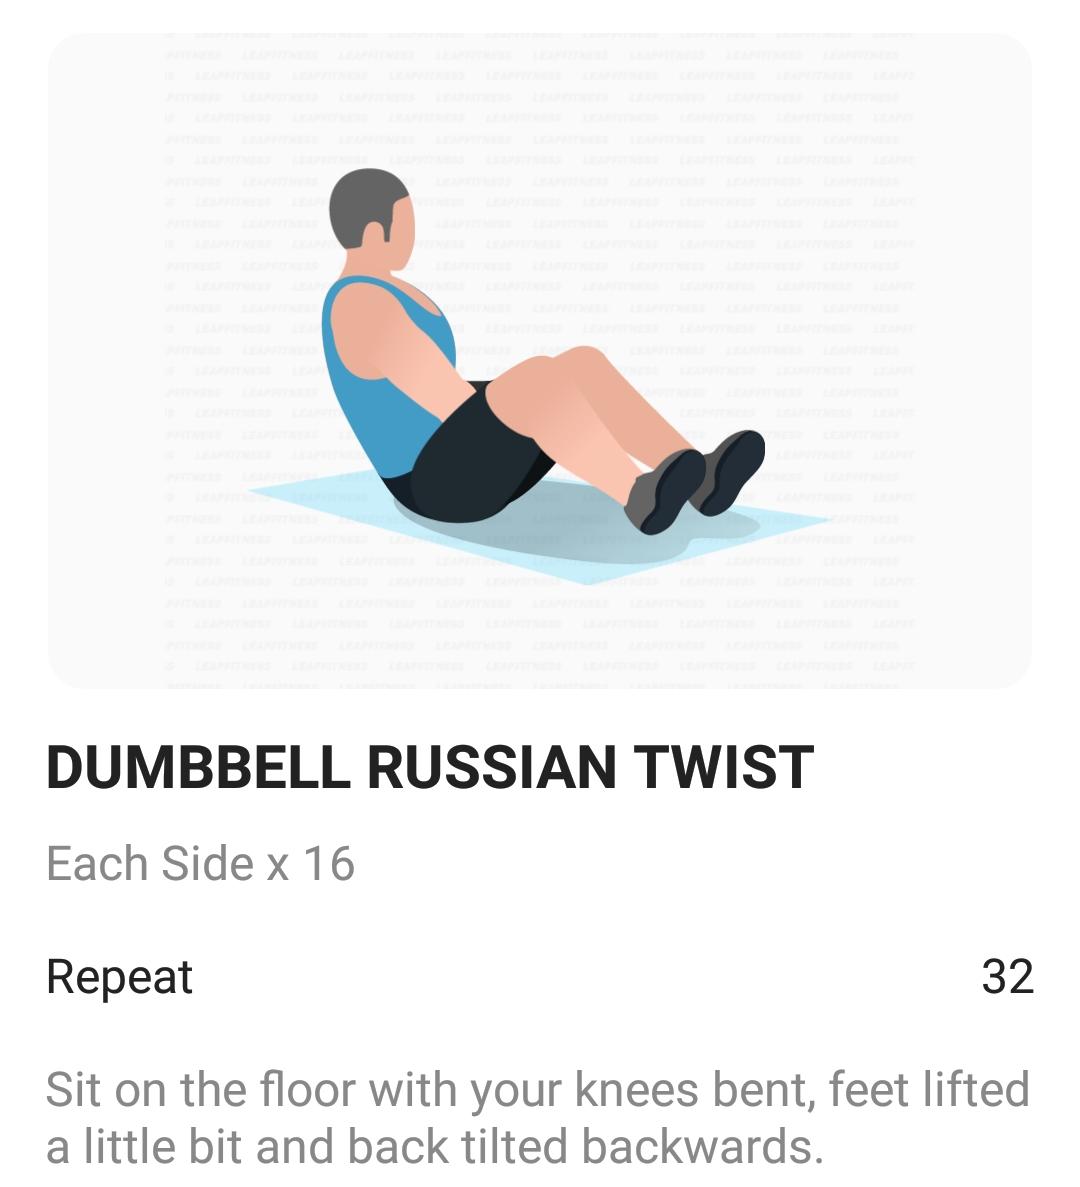 LEAPFITNESS
DUMBBELL RUSSIAN TWIST
Each Side x 16
Repeat 32
Sit on the floor with your knees bent, feet lifted
a little bit and back tilted backwards.